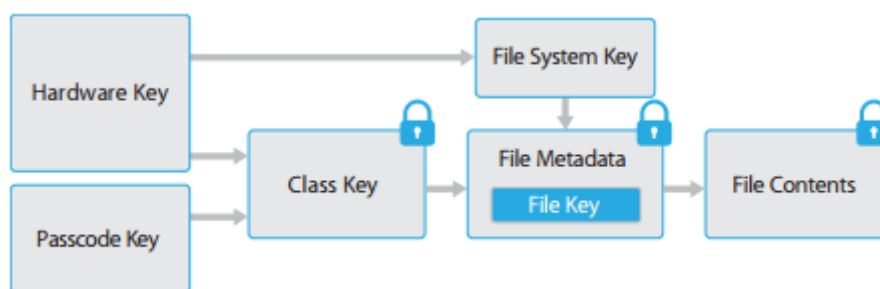 Hardware Key
File System Key
Class Key
File Metadata
File Key
File Contents
Passcode Key